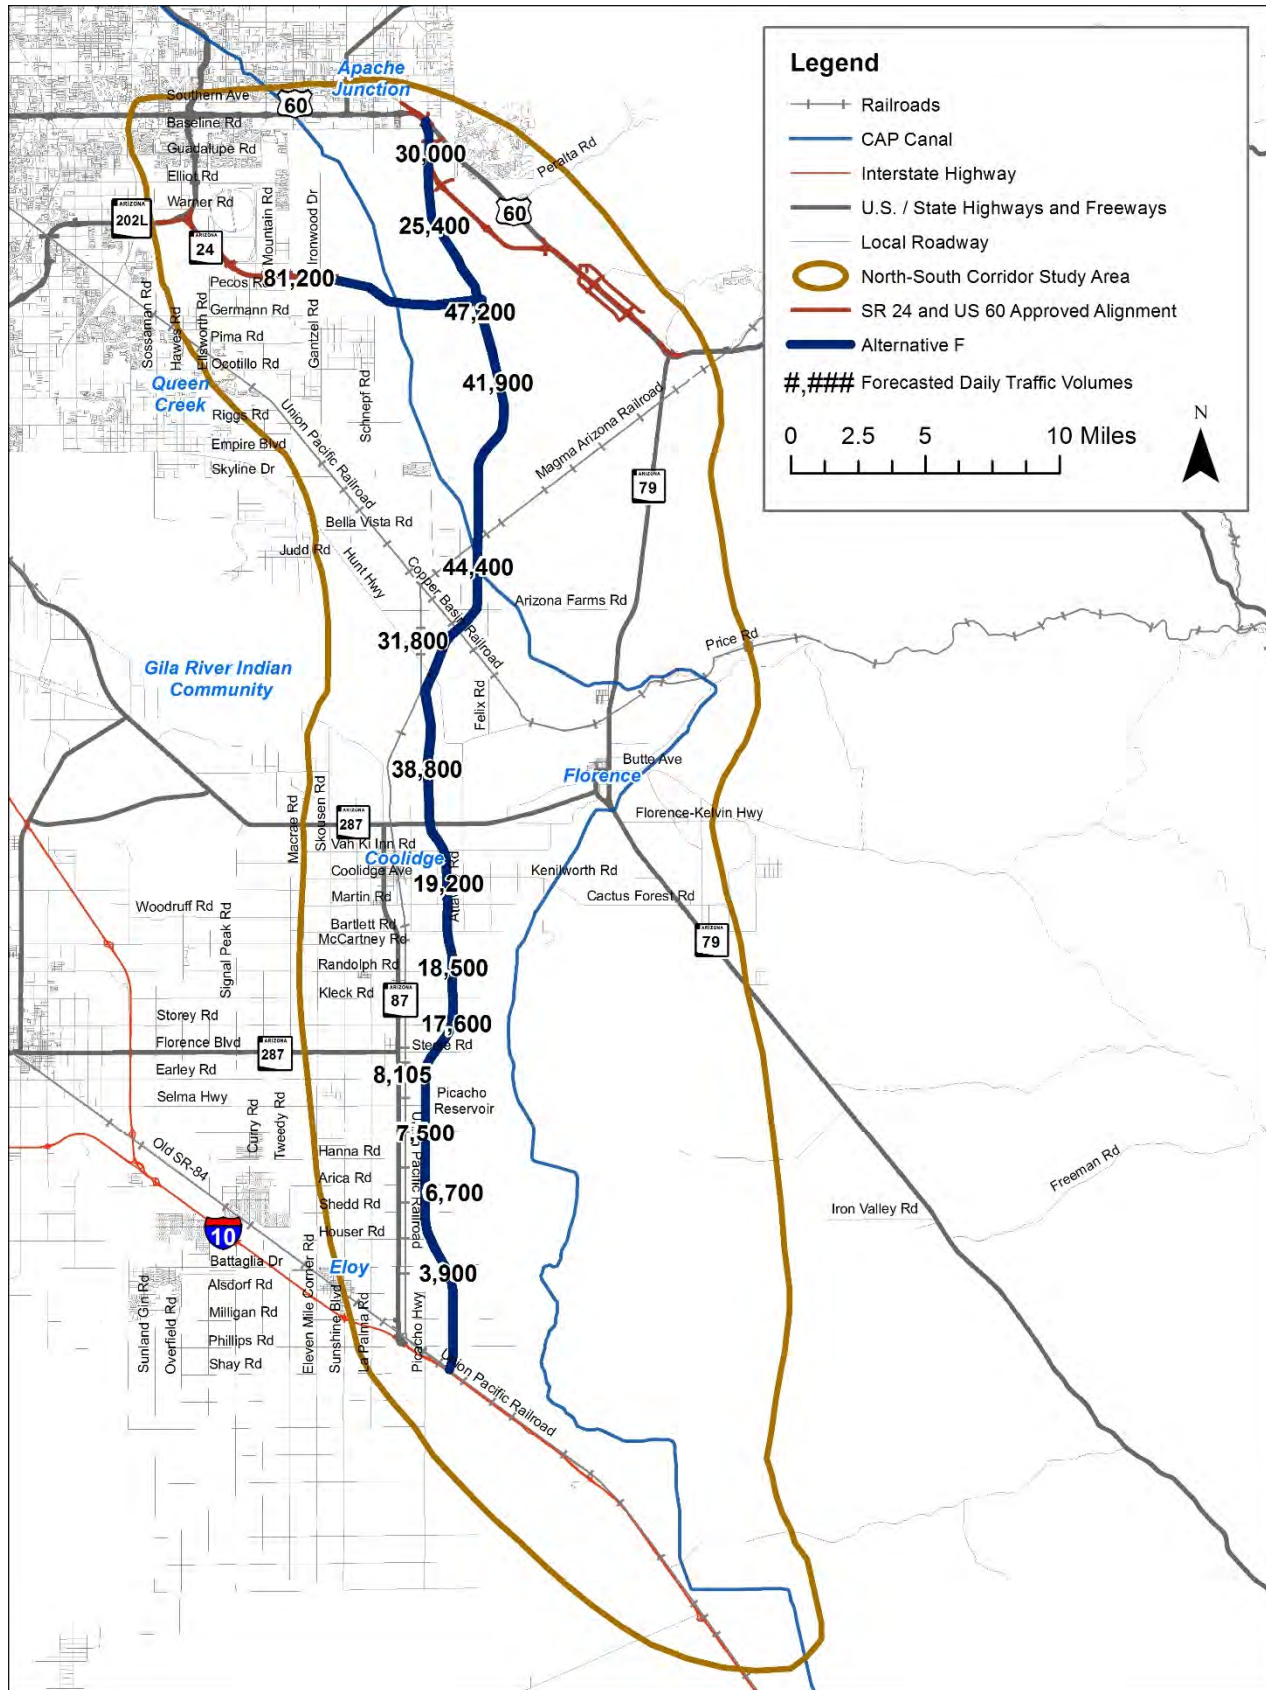 Legend
Railroads
CAP Canal
Interstate Highway
U.S. / State Highways and Freeways
Local Roadway
North-South Corridor Study Area
SR 24 and US 60 Approved Alignment
Alternative F
#,### Forecasted Daily Traffic Volumes
N
0 2.5 5 10 Miles
Apache
Junction
Southern Ave
60
Baseline Rd
Guadalupe Rd
Elliot Rd
Warner Rd
ARIZONA
202L
ARIZONA
24
Mountain Rd
Ironwood Dr
30,000
Peralta Rd
60
25,400
81,200
Pecos Rd
47,200
Germann Rd
Pima Rd
Ocotillo Rd
Sossaman Rd
Hawes Rd
Ellsworth Rd
Gantzel Rd
Schnepf Rd
41,900
Queen
Creek
Riggs Rd
Empire Blvd
Skyline Dr
Union Pacific Railroad
Magma Arizona Railroad
ARIZONA
79
Bella Vista Rd
Judd Rd
Hunt Hwy
44,400
Copper Basin Railroad
Arizona Farms Rd
31,800
Price Rd
Gila River Indian
Community
Felix Rd
38,800
Butte Ave
Florence
Macrae Rd
Skousen Rd
ARIZONA
287
Florence-Kelvin Hwy
Vah Ki Inn Rd
Coolidge
Coolidge Ave
Kenilworth Rd
19,200
Martin Rd
Cactus Forest Rd
Woodruff Rd
Signal Peak Rd
Bartlett Rd
McCartney Rd
ARIZONA
79
Randolph Rd
18,500
Kleck Rd
ARIZONA
87
Storey Rd
17,600
Florence Blvd
ARIZONA
287
Earley Rd
8,105
Selma Hwy
Picacho
Reservoir
Curry Rd
Tweedy Rd
7,500
Old SR-84
Hanna Rd
Arica Rd
6,700
Shedd Rd
Union Pacific Railroad
Freeman Rd
Iron Valley Rd
10
Houser Rd
Battaglia Dr
Eloy
3,900
Alsdorf Rd
Milligan Rd
Phillips Rd
Shay Rd
Sunland Gin Rd
Overfield Rd
Eleven Mile Corner Rd
Sunshine Blvd
La Palma Rd
Picacho Hwy
Union Pacific Railroad